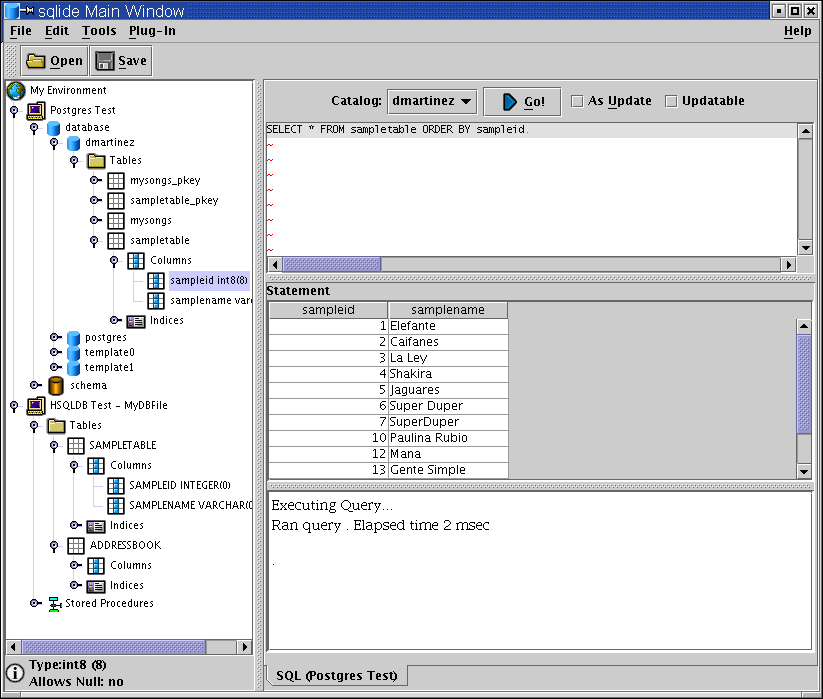 sqlide Main Window
File Edit Tools Plug-In Help
Open Save
My Environment
Postgres Test
database
dmartinez
Tables
mysongs_pkey
sampletable_pkey
mysongs
sampletable
Columns
sampleid int8(8)
samplename varc
Indices
postgres
template0
template1
schema
HSQLDB Test - MyDBFile
Tables
SAMPLETABLE
Columns
SAMPLEID INTEGER(0)
SAMPLENAME VARCHAR(0
Indices
ADDRESSBOOK
Columns
Indices
Stored Procedures
Type:int8 (8)
Allows Null: no
Catalog: dmartinez Go! As Update Updatable
SELECT * FROM sampletable ORDER BY sampleid.
~
~
~
~
~
~
~
~
Statement
sampleid samplename
1 Elefante
2 Caifanes
3 La Ley
4 Shakira
5 Jaguares
6 Super Duper
7 SuperDuper
10 Paulina Rubio
12 Mana
13 Gente Simple
Executing Query...
Ran query . Elapsed time 2 msec
.
SQL (Postgres Test)